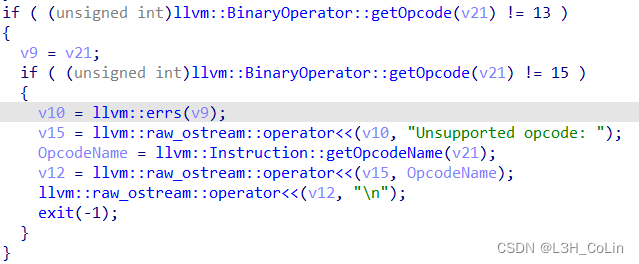 if ( (unsigned int)llvm::BinaryOperator::getOpcode(v21) != 13 )
{
  v9 = v21;
  if ( (unsigned int)llvm::BinaryOperator::getOpcode(v21) != 15 )
  {
    v10 = llvm::errs(v9);
    v15 = llvm::raw_ostream::operator<<(v10, "Unsupported opcode: ");
    OpcodeName = llvm::Instruction::getOpcodeName(v21);
    v12 = llvm::raw_ostream::operator<<(v15, OpcodeName);
    llvm::raw_ostream::operator<<(v12, "\n");
    exit(-1);
  }
}
CSDN @L3H_CoLin